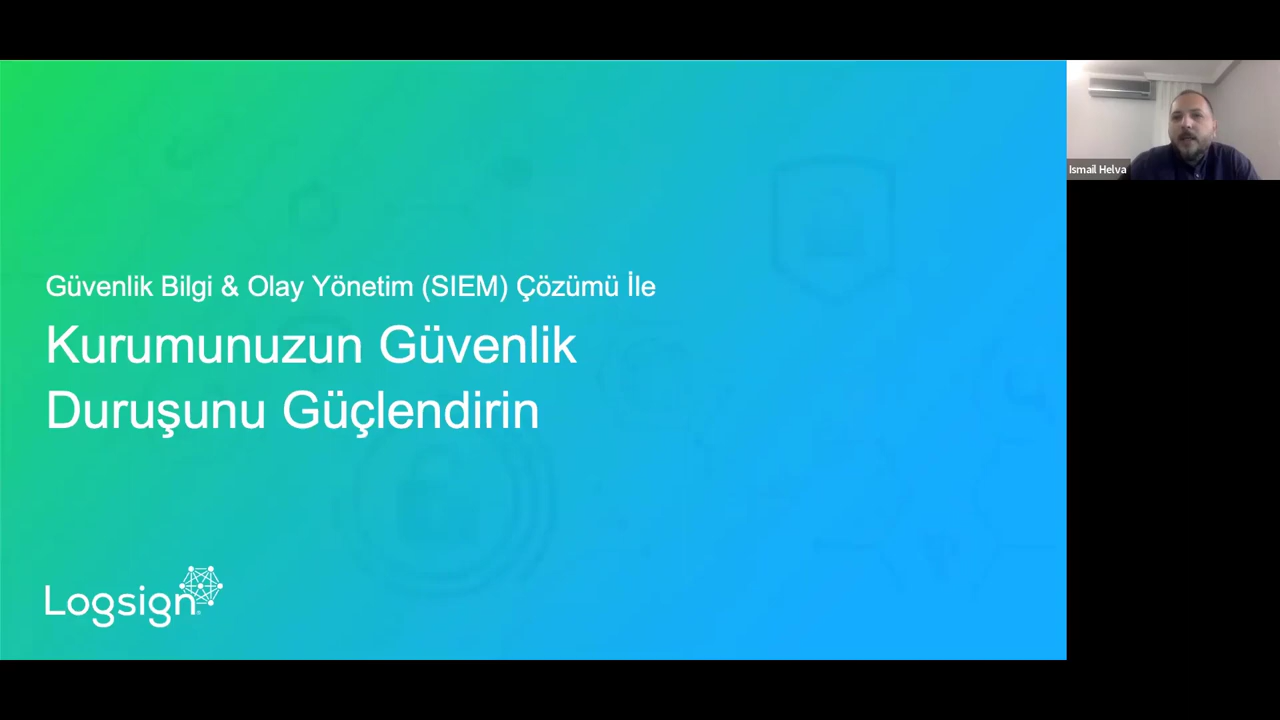 Güvenlik Bilgi & Olay Yönetim (SIEM) Çözümü İle
Kurumunuzun Güvenlik
Duruşunu Güçlendirin
Logsign
Ismail Helva